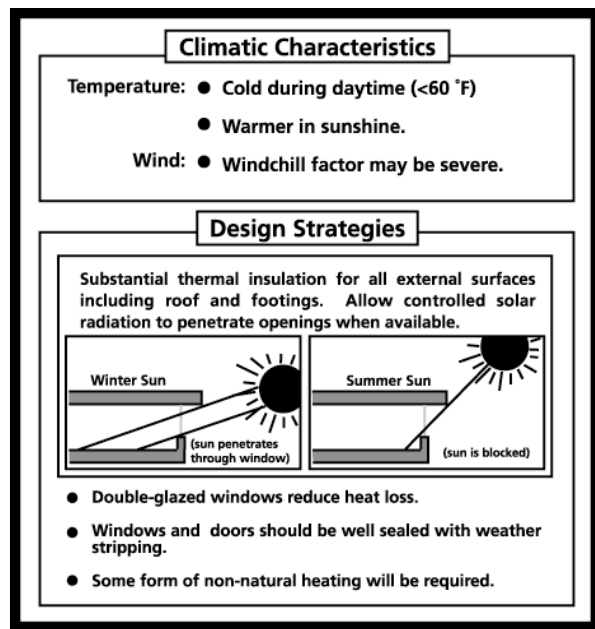 Climatic Characteristics
Temperature: ● Cold during daytime (<60 ˚F)
● Warmer in sunshine.
Wind: ● Windchill factor may be severe.
Design Strategies
Substantial thermal insulation for all external surfaces
including roof and footings. Allow controlled solar
radiation to penetrate openings when available.
Winter Sun
(sun penetrates
through window)
Summer Sun
(sun is blocked)
● Double-glazed windows reduce heat loss.
● Windows and doors should be well sealed with weather
stripping.
● Some form of non-natural heating will be required.